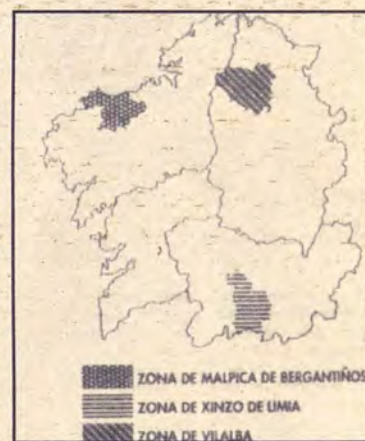 ZONA DE MALPICA DE BERGANTIÑOS
ZONA DE XINZO DE LIMIA
ZONA DE VILALBA